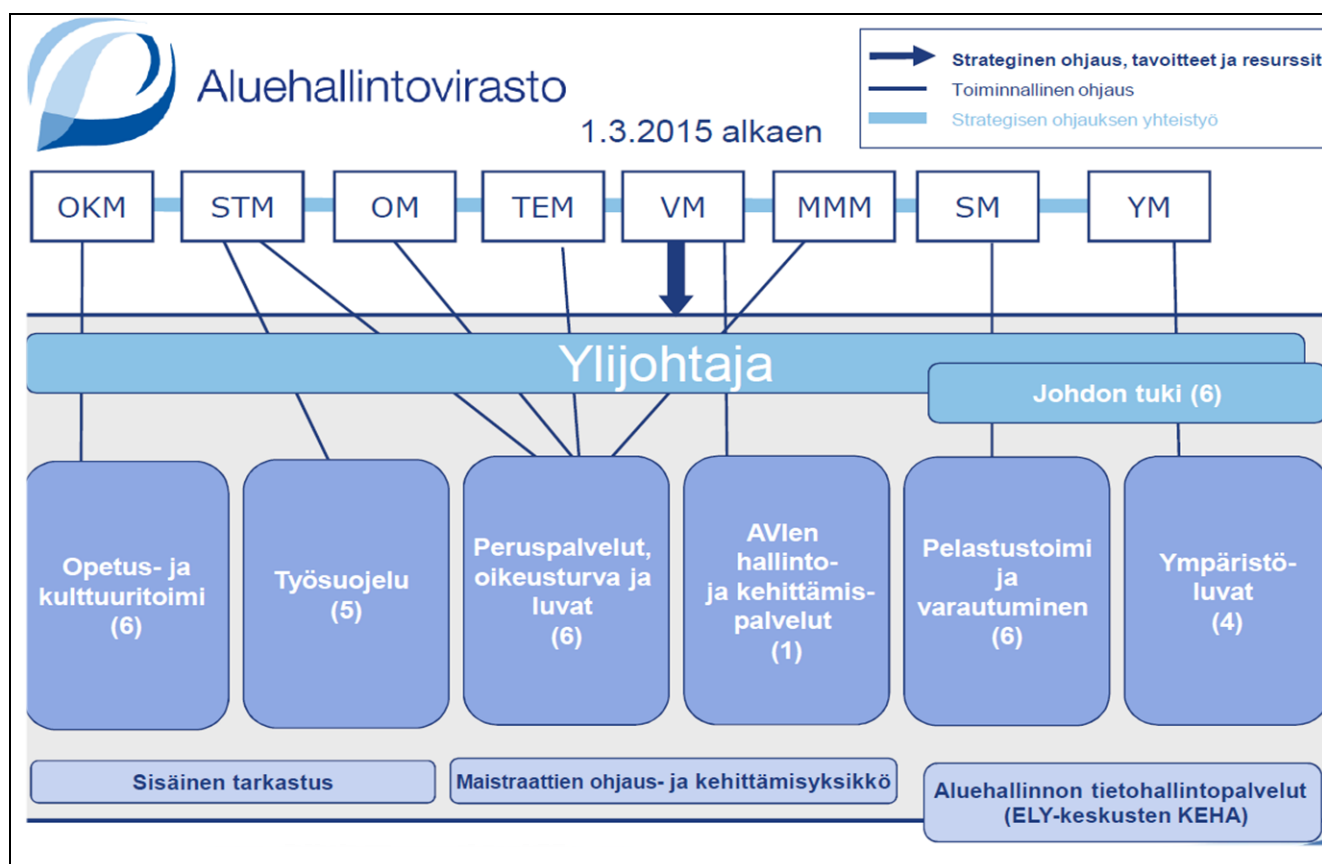 Aluehallintovirasto
1.3.2015 alkaen
Strateginen ohjaus, tavoitteet ja resurssit
Toiminnallinen ohjaus
Strategisen ohjauksen yhteistyö
OKM
STM
OM
TEM
VM
MMM
SM
YM
Ylijohtaja
Johdon tuki (6)
Opetus- ja
kulttuuritoimi
(6)
Työsuojelu
(5)
Peruspalvelut,
oikeusturva ja
luvat
(6)
AVIen
hallinto-
ja kehittämis-
palvelut
(1)
Pelastustoimi
ja
varautuminen
(6)
Ympäristö-
luvat
(4)
Sisäinen tarkastus
Maistraattien ohjaus- ja kehittämisyksikkö
Aluehallinnon tietohallintopalvelut
(ELY-keskusten KEHA)